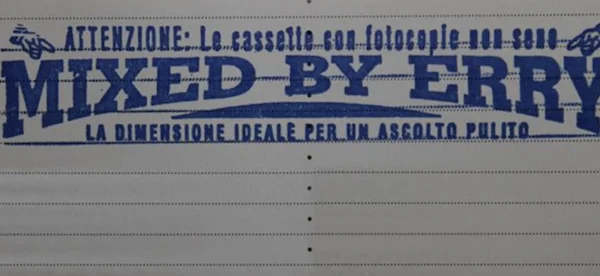 ATTENZIONE: Le cassette con fotocopie non sono
MIXED BY ERRY
LA DIMENSIONE IDEALE PER UN ASCOLTO PULITO